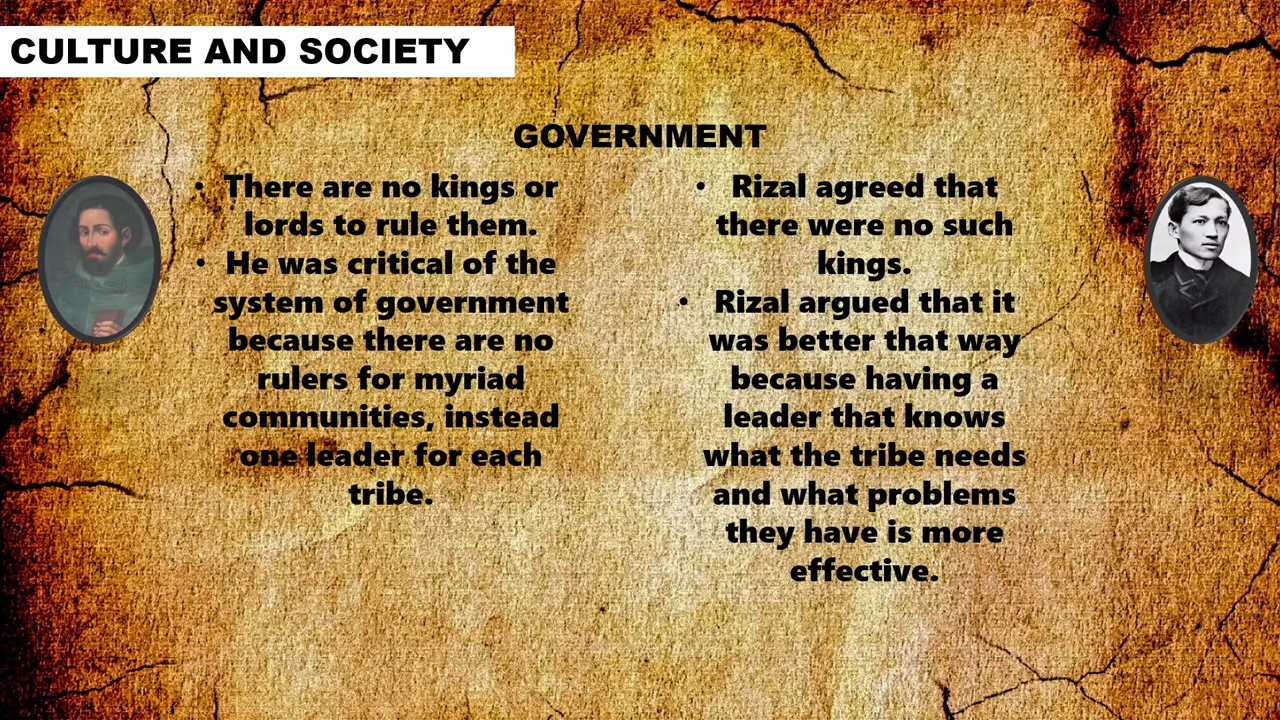 CULTURE AND SOCIETY
GOVERNMENT
• There are no kings or
lords to rule them.
• He was critical of the
system of government
because there are no
rulers for myriad
communities, instead
one leader for each
tribe.
• Rizal agreed that
there were no such
kings.
• Rizal argued that it
was better that way
because having a
leader that knows
what the tribe needs
and what problems
they have is more
effective.